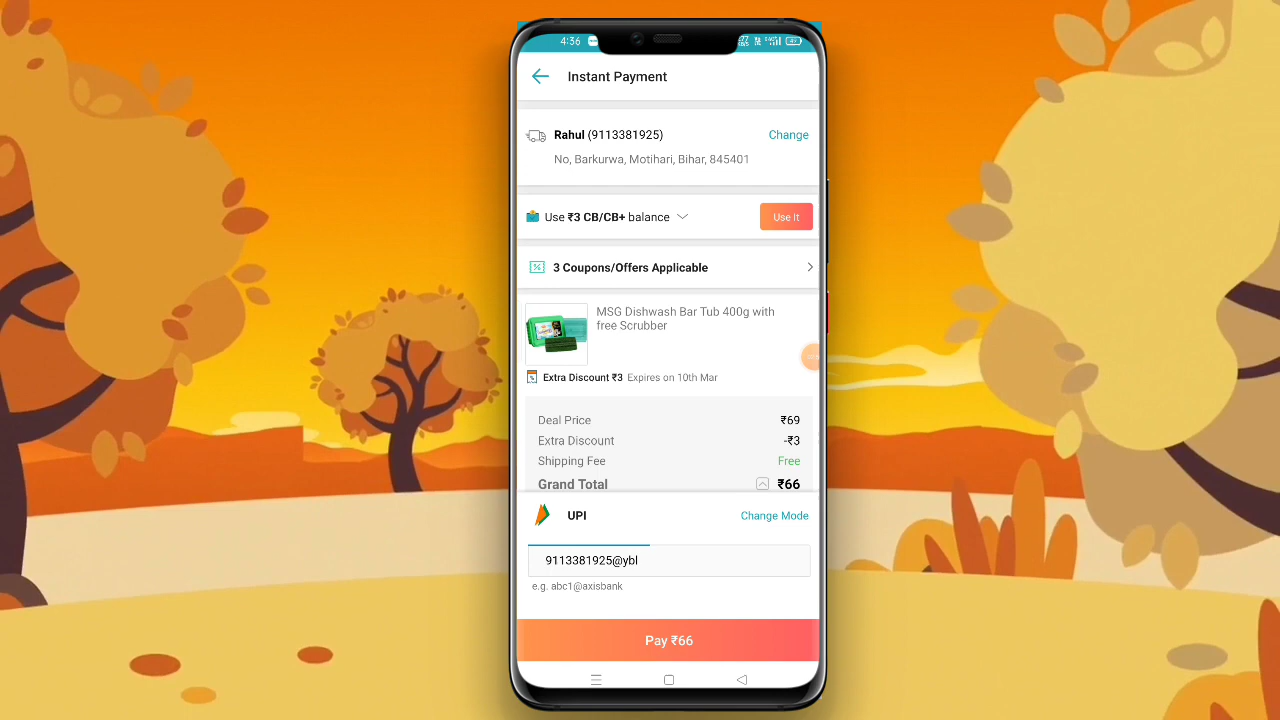 4:36
Instant Payment
Rahul (9113381925)
Change
No, Barkurwa, Motihari, Bihar, 845401
Use ₹3 CB/CB+ balance
Use It
3 Coupons/Offers Applicable
MSG Dishwash Bar Tub 400g with
free Scrubber
Extra Discount ₹3 Expires on 10th Mar
Deal Price ₹69
Extra Discount -₹3
Shipping Fee Free
Grand Total ₹66
UPI
Change Mode
9113381925@ybl
e.g. abc1@axisbank
Pay ₹66